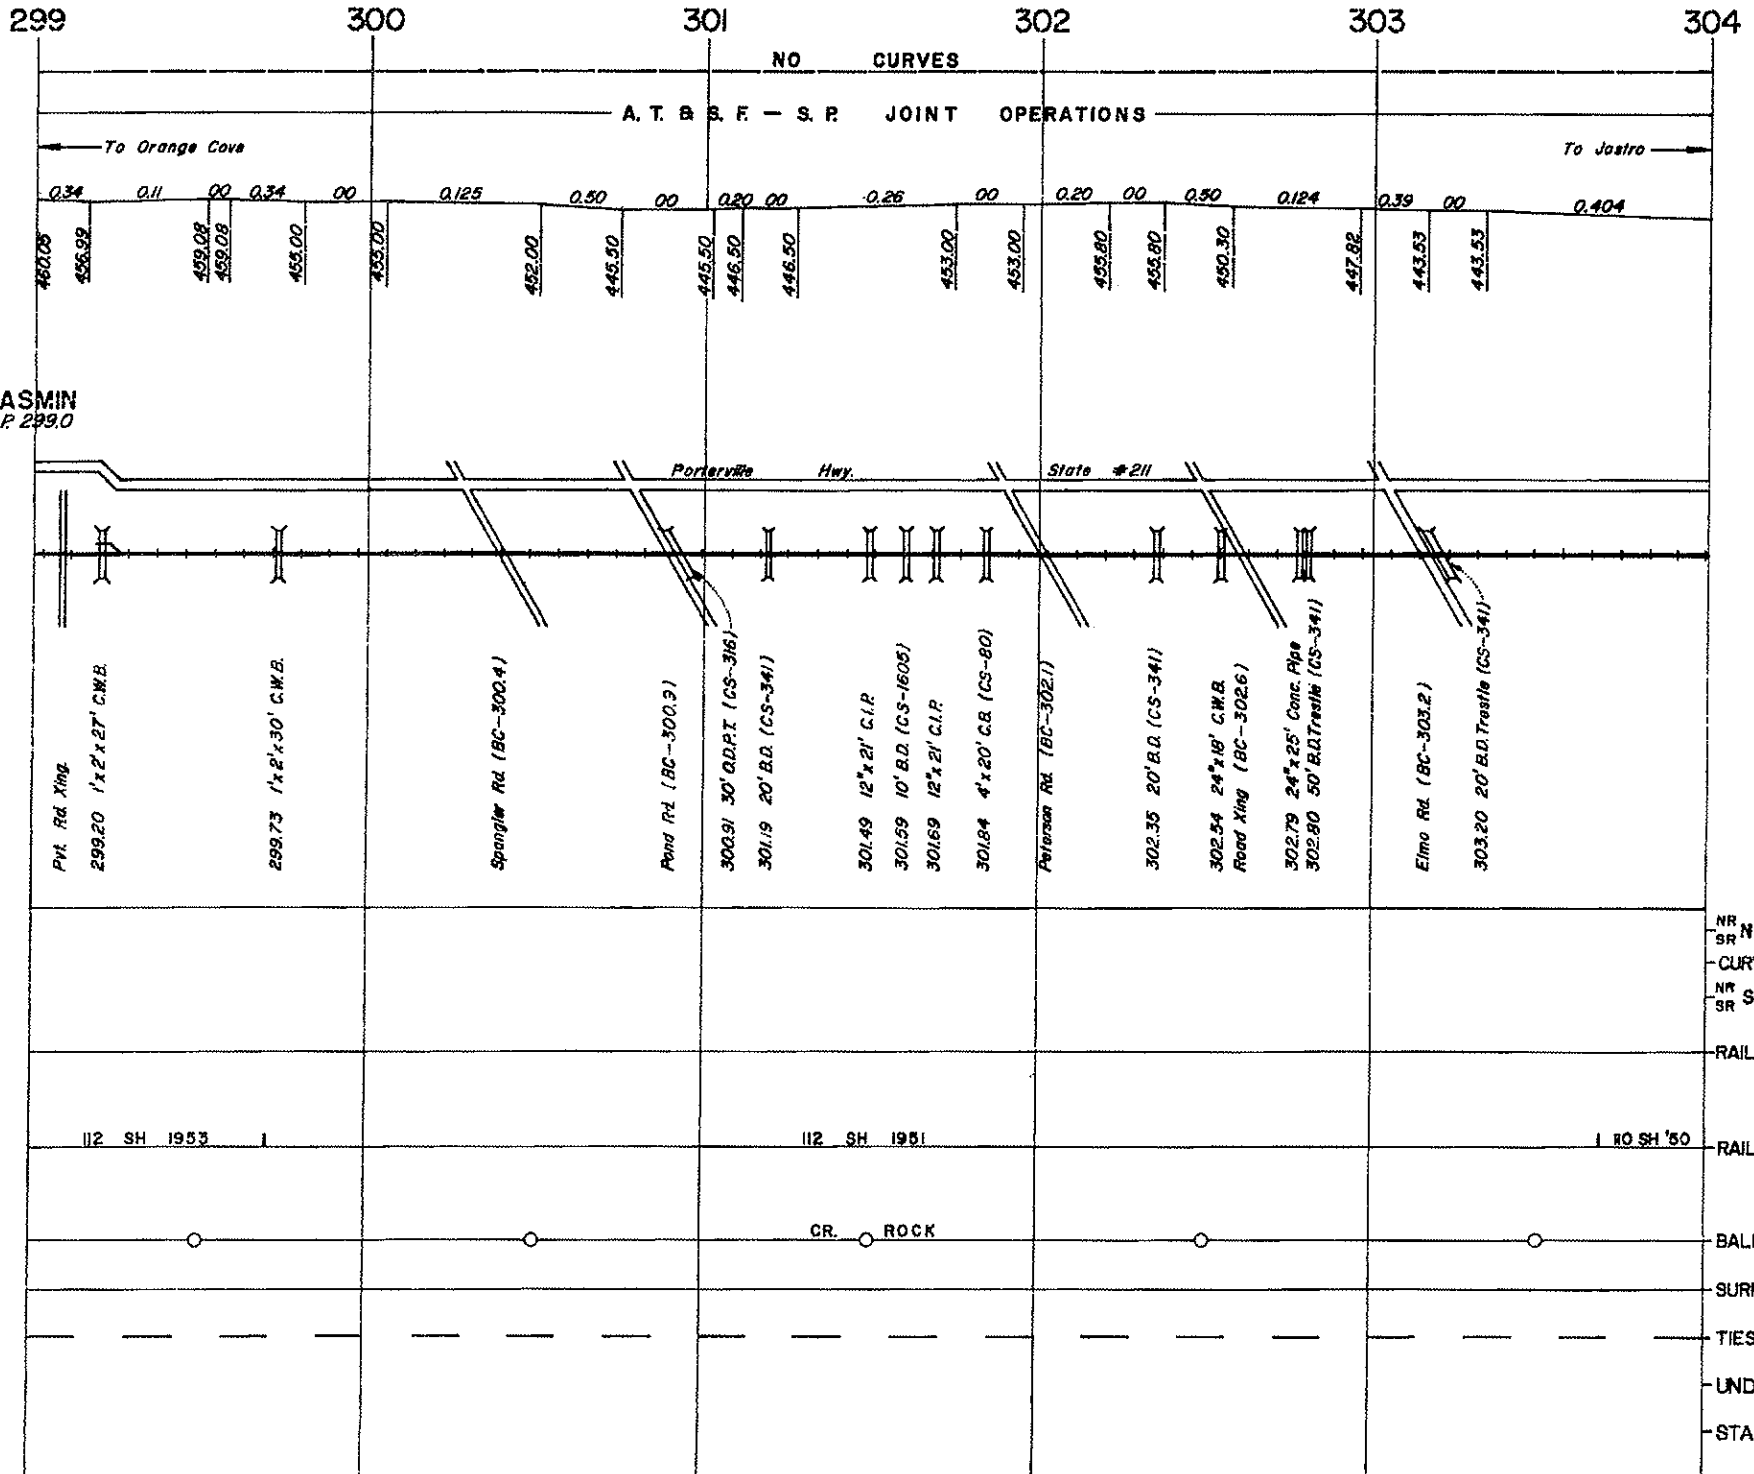 299 300 301 302 303 304
NO CURVES
A. T. & S. F. — S. P. JOINT OPERATIONS
To Orange Cove
To Jastro
0.34 0.11 00 0.34 00 0.125 0.50 00 0.20 00 0.26 00 0.20 00 0.50 0.124 0.39 00 0.404
460.05
456.99
459.08
459.08
455.00
455.00
452.00
445.50
445.50
446.50
446.50
453.00
453.00
455.80
455.80
450.30
447.82
443.53
443.53
ASMIN
P. 299.0
Porterville Hwy. State #211
Pvt. Rd. Xing.
299.20 1'x2'x27' C.W.B.
299.73 1'x2'x30' C.W.B.
Spangler Rd. (BC-300.4)
Pond Rd. (BC-300.9)
300.91 30' O.D.P.T. (CS-316)
301.19 20' B.D. (CS-341)
301.49 12"x21' C.I.P.
301.59 10' B.D. (CS-1605)
301.69 12"x21' C.I.P.
301.84 4'x20' C.B. (CS-80)
Peterson Rd. (BC-302.1)
302.35 20' B.D. (CS-341)
302.54 24"x18' C.W.B.
Road Xing (BC-302.6)
302.79 24"x25' Conc. Pipe
302.80 50' B.D. Trestle (CS-341)
Elmo Rd. (BC-303.2)
303.20 20' B.D. Trestle (CS-341)
NR
SR N
CUR
NR
SR S
RAIL
112 SH 1953 112 SH 1951 110 SH '50 RAIL
CR. ROCK BAL
SUR
TIES
UND
STA